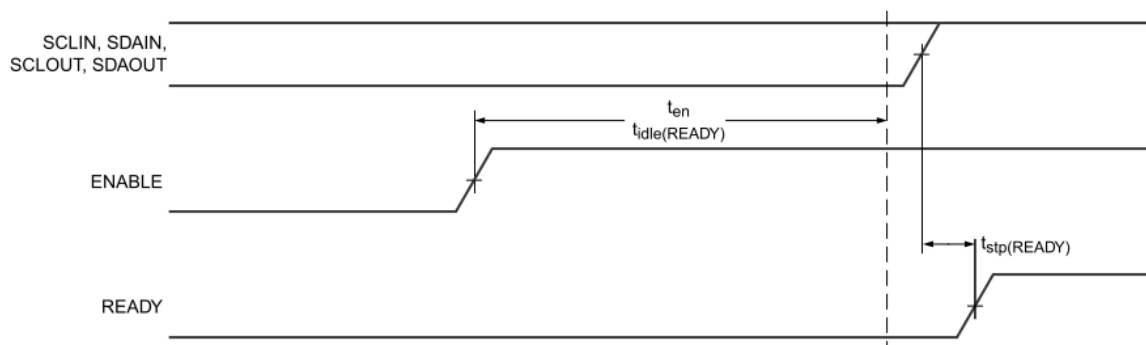 SCLIN, SDAIN,
SCLOUT, SDAOUT
ten
tidle(READY)
ENABLE
tstp(READY)
READY